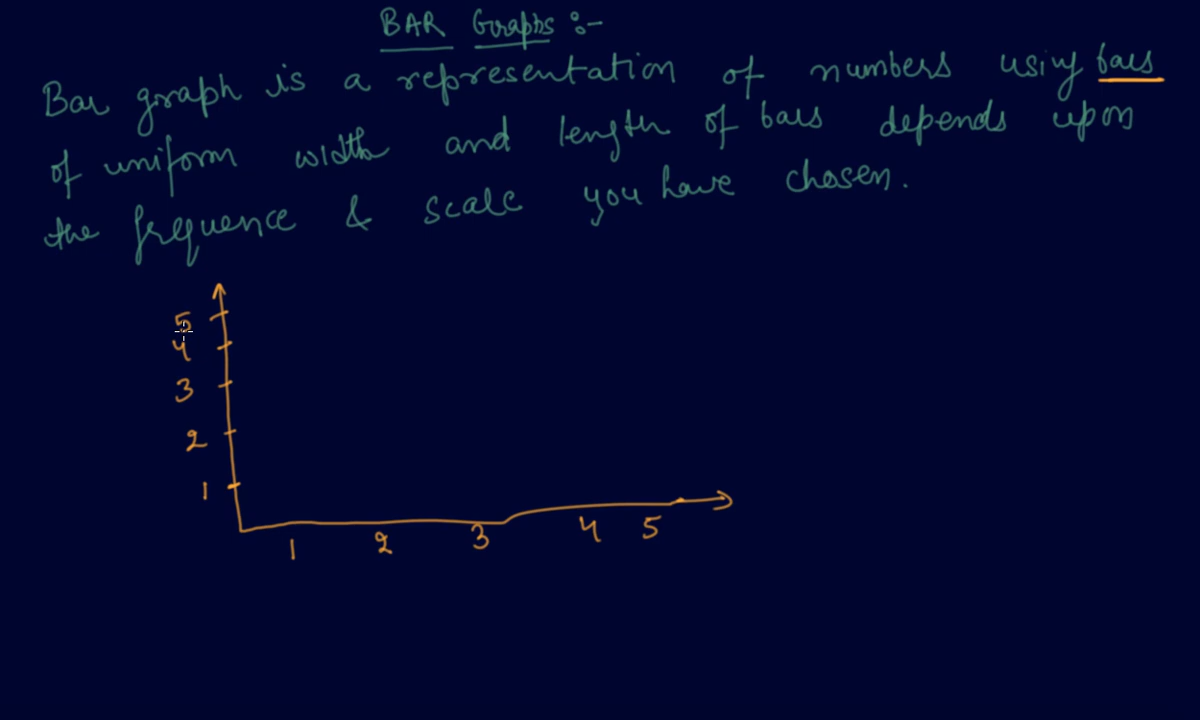 BAR Graphs :-
Bar graph is a representation of numbers using bars
of uniform width and length of bars depends upon
the frequence & scale you have chosen.
5
4
3
2
1
1 2 3 4 5